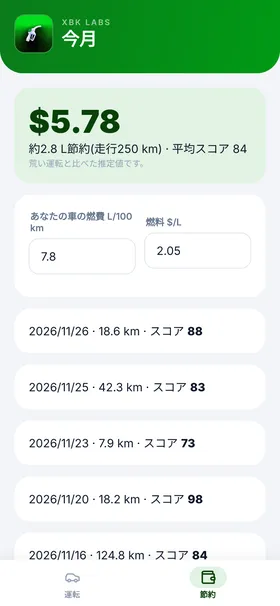 XBK LABS
今月
$5.78
約2.8 L節約(走行250 km) · 平均スコア 84
荒い運転と比べた推定値です。
あなたの車の燃費 L/100
km
燃料 $/L
7.8
2.05
2026/11/26 · 18.6 km · スコア 88
2026/11/25 · 42.3 km · スコア 83
2026/11/23 · 7.9 km · スコア 73
2026/11/20 · 18.2 km · スコア 98
2026/11/16 · 124.8 km · スコア 84
運転
節約